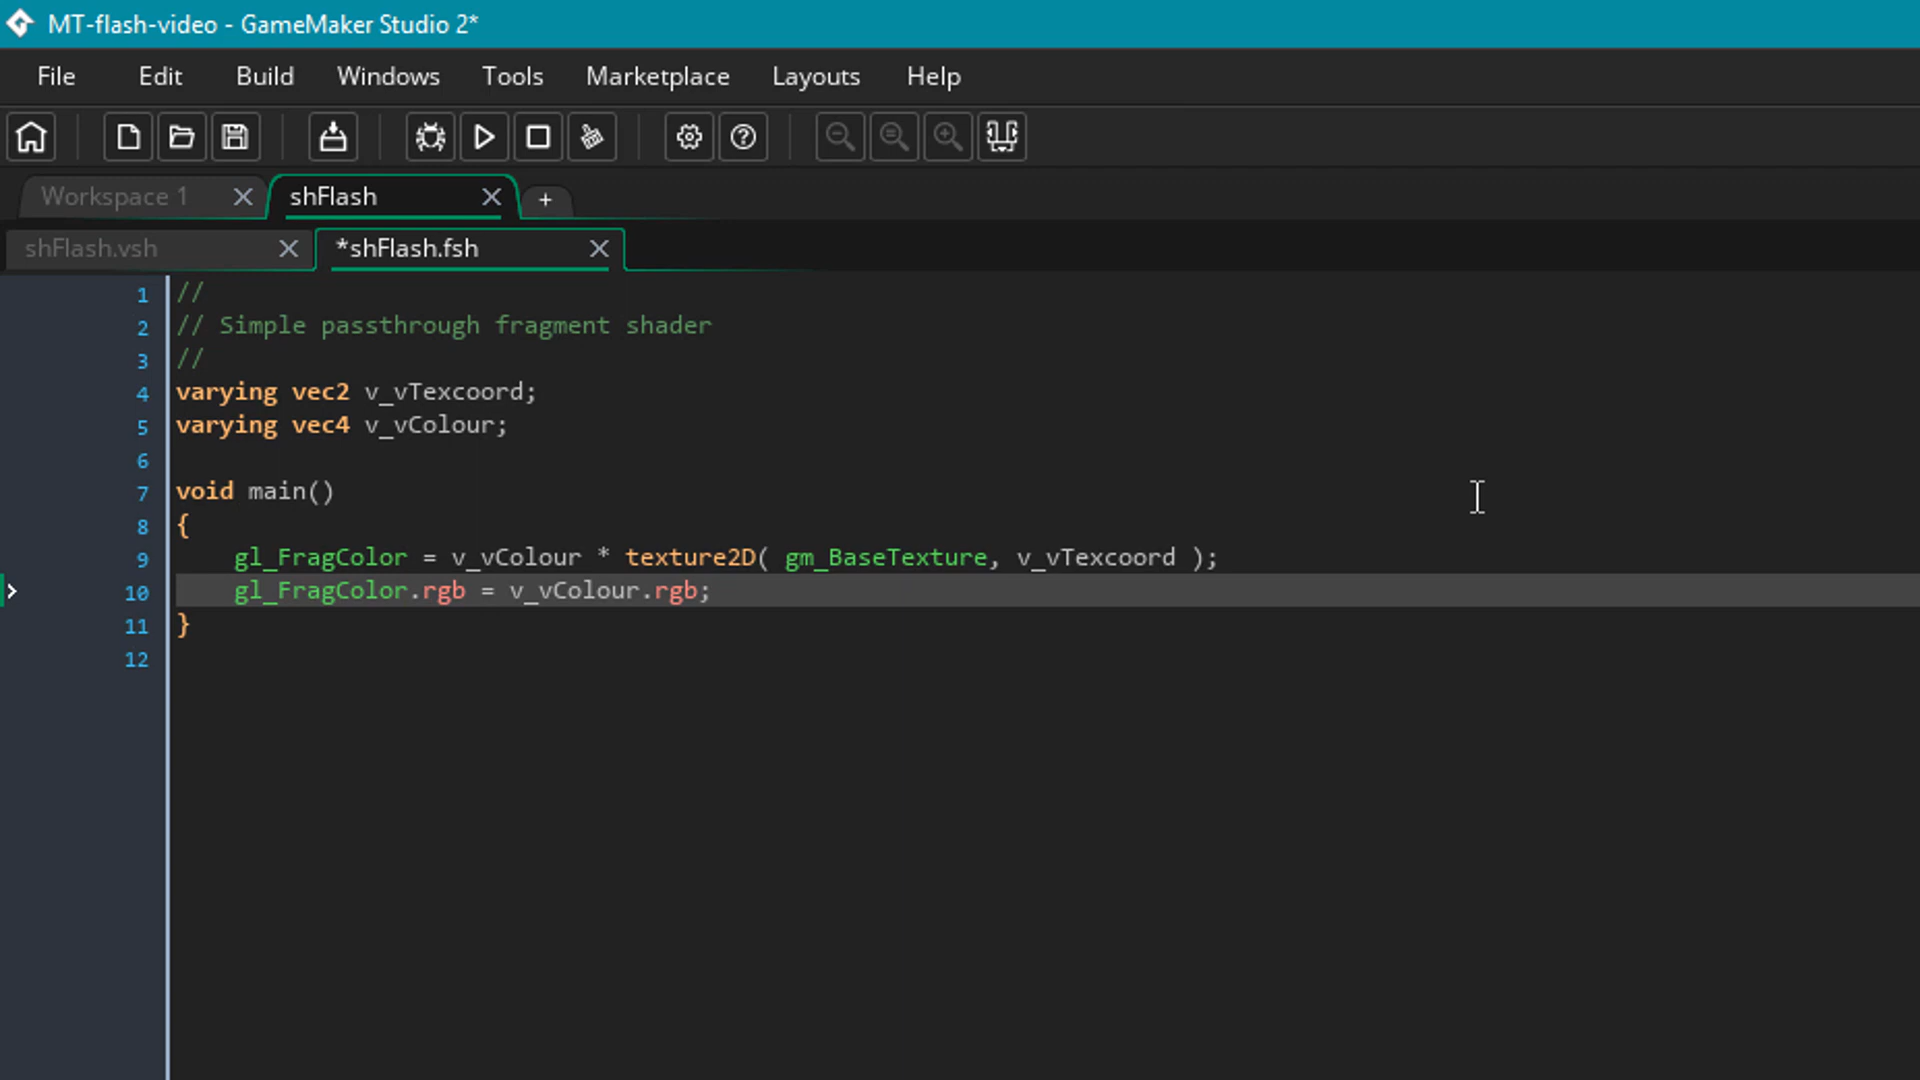 MT-flash-video - GameMaker Studio 2*
File Edit Build Windows Tools Marketplace Layouts Help
Workspace 1 shFlash +
shFlash.vsh *shFlash.fsh
1 //
2 // Simple passthrough fragment shader
3 //
4 varying vec2 v_vTexcoord;
5 varying vec4 v_vColour;
6
7 void main()
8 {
9 gl_FragColor = v_vColour * texture2D( gm_BaseTexture, v_vTexcoord );
10 gl_FragColor.rgb = v_vColour.rgb;
11 }
12